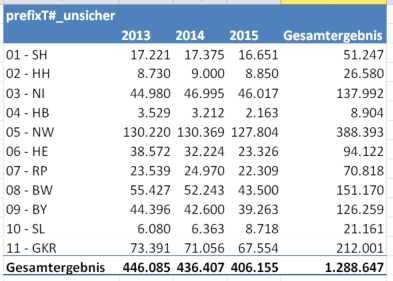 prefixT#_unsicher
2013 2014 2015 Gesamtergebnis
01 - SH 17.221 17.375 16.651 51.247
02 - HH 8.730 9.000 8.850 26.580
03 - NI 44.980 46.995 46.017 137.992
04 - HB 3.529 3.212 2.163 8.904
05 - NW 130.220 130.369 127.804 388.393
06 - HE 38.572 32.224 23.326 94.122
07 - RP 23.539 24.970 22.309 70.818
08 - BW 55.427 52.243 43.500 151.170
09 - BY 44.396 42.600 39.263 126.259
10 - SL 6.080 6.363 8.718 21.161
11 - GKR 73.391 71.056 67.554 212.001
Gesamtergebnis 446.085 436.407 406.155 1.288.647